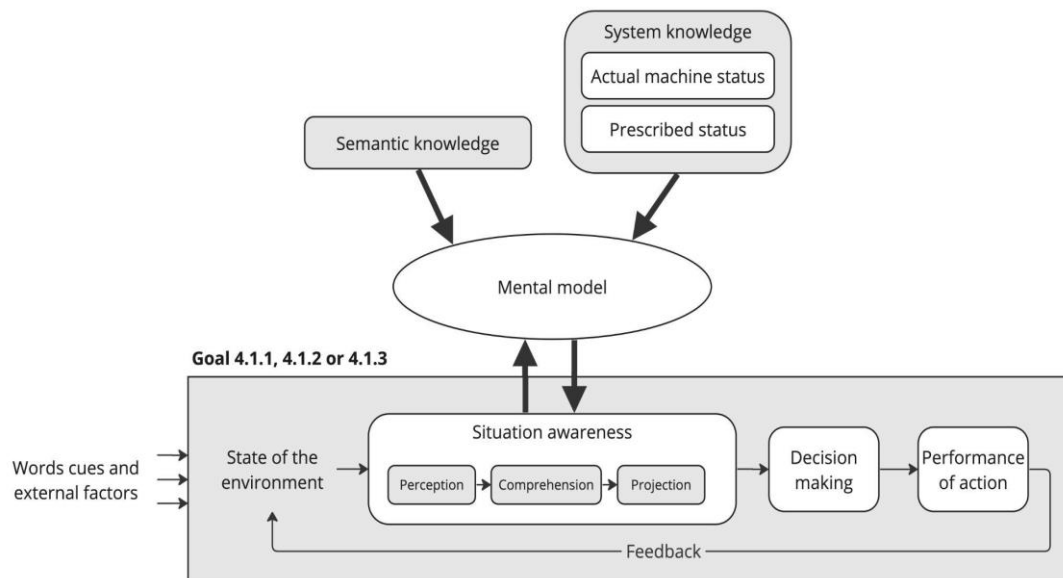 System knowledge
Actual machine status
Prescribed status
Semantic knowledge
Mental model
Goal 4.1.1, 4.1.2 or 4.1.3
Words cues and
external factors
State of the
environment
Situation awareness
Perception
Comprehension
Projection
Decision
making
Performance
of action
Feedback